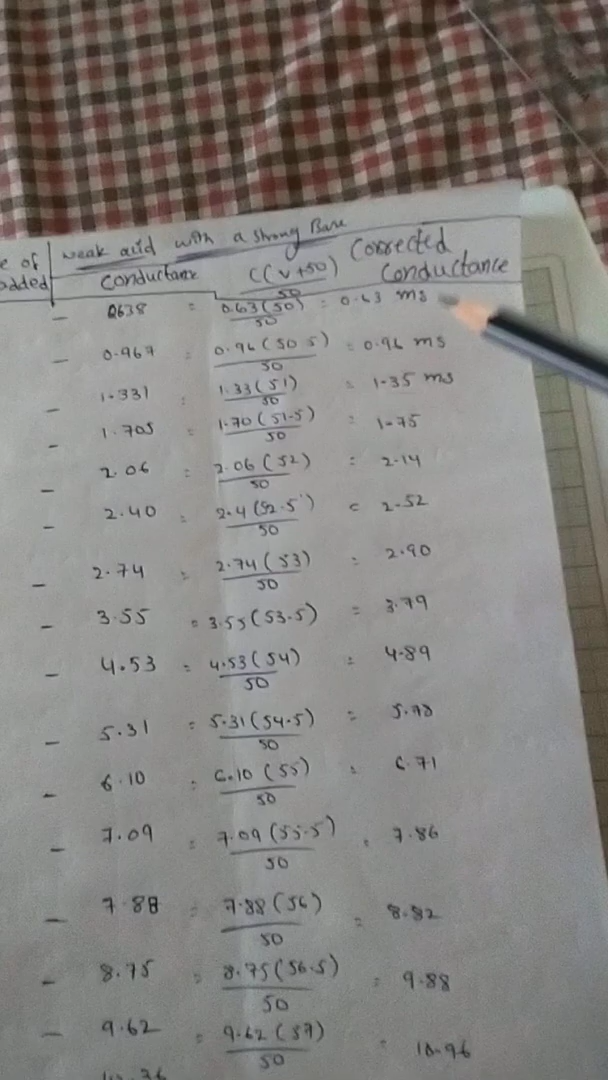 weak acid with a strong Base
e of added | conductance | C(v+50)/50 | Corrected Conductance
– 0.638 = 0.63(50)/50 = 0.63 ms
– 0.967 = 0.96(50.5)/50 = 0.96 ms
– 1.331 = 1.33(51)/50 = 1.35 ms
– 1.705 = 1.70(51.5)/50 = 1.75
– 2.06 = 2.06(52)/50 = 2.14
– 2.40 = 2.4(52.5)/50 = 2.52
– 2.74 = 2.74(53)/50 = 2.90
– 3.55 = 3.55(53.5) = 3.79
– 4.53 = 4.53(54)/50 = 4.89
– 5.31 = 5.31(54.5)/50 = 5.78
– 6.10 = 6.10(55)/50 = 6.71
– 7.09 = 7.09(55.5)/50 = 7.86
– 7.88 = 7.88(56)/50 = 8.82
– 8.75 = 8.75(56.5)/50 = 9.88
– 9.62 = 9.62(57)/50 = 10.96